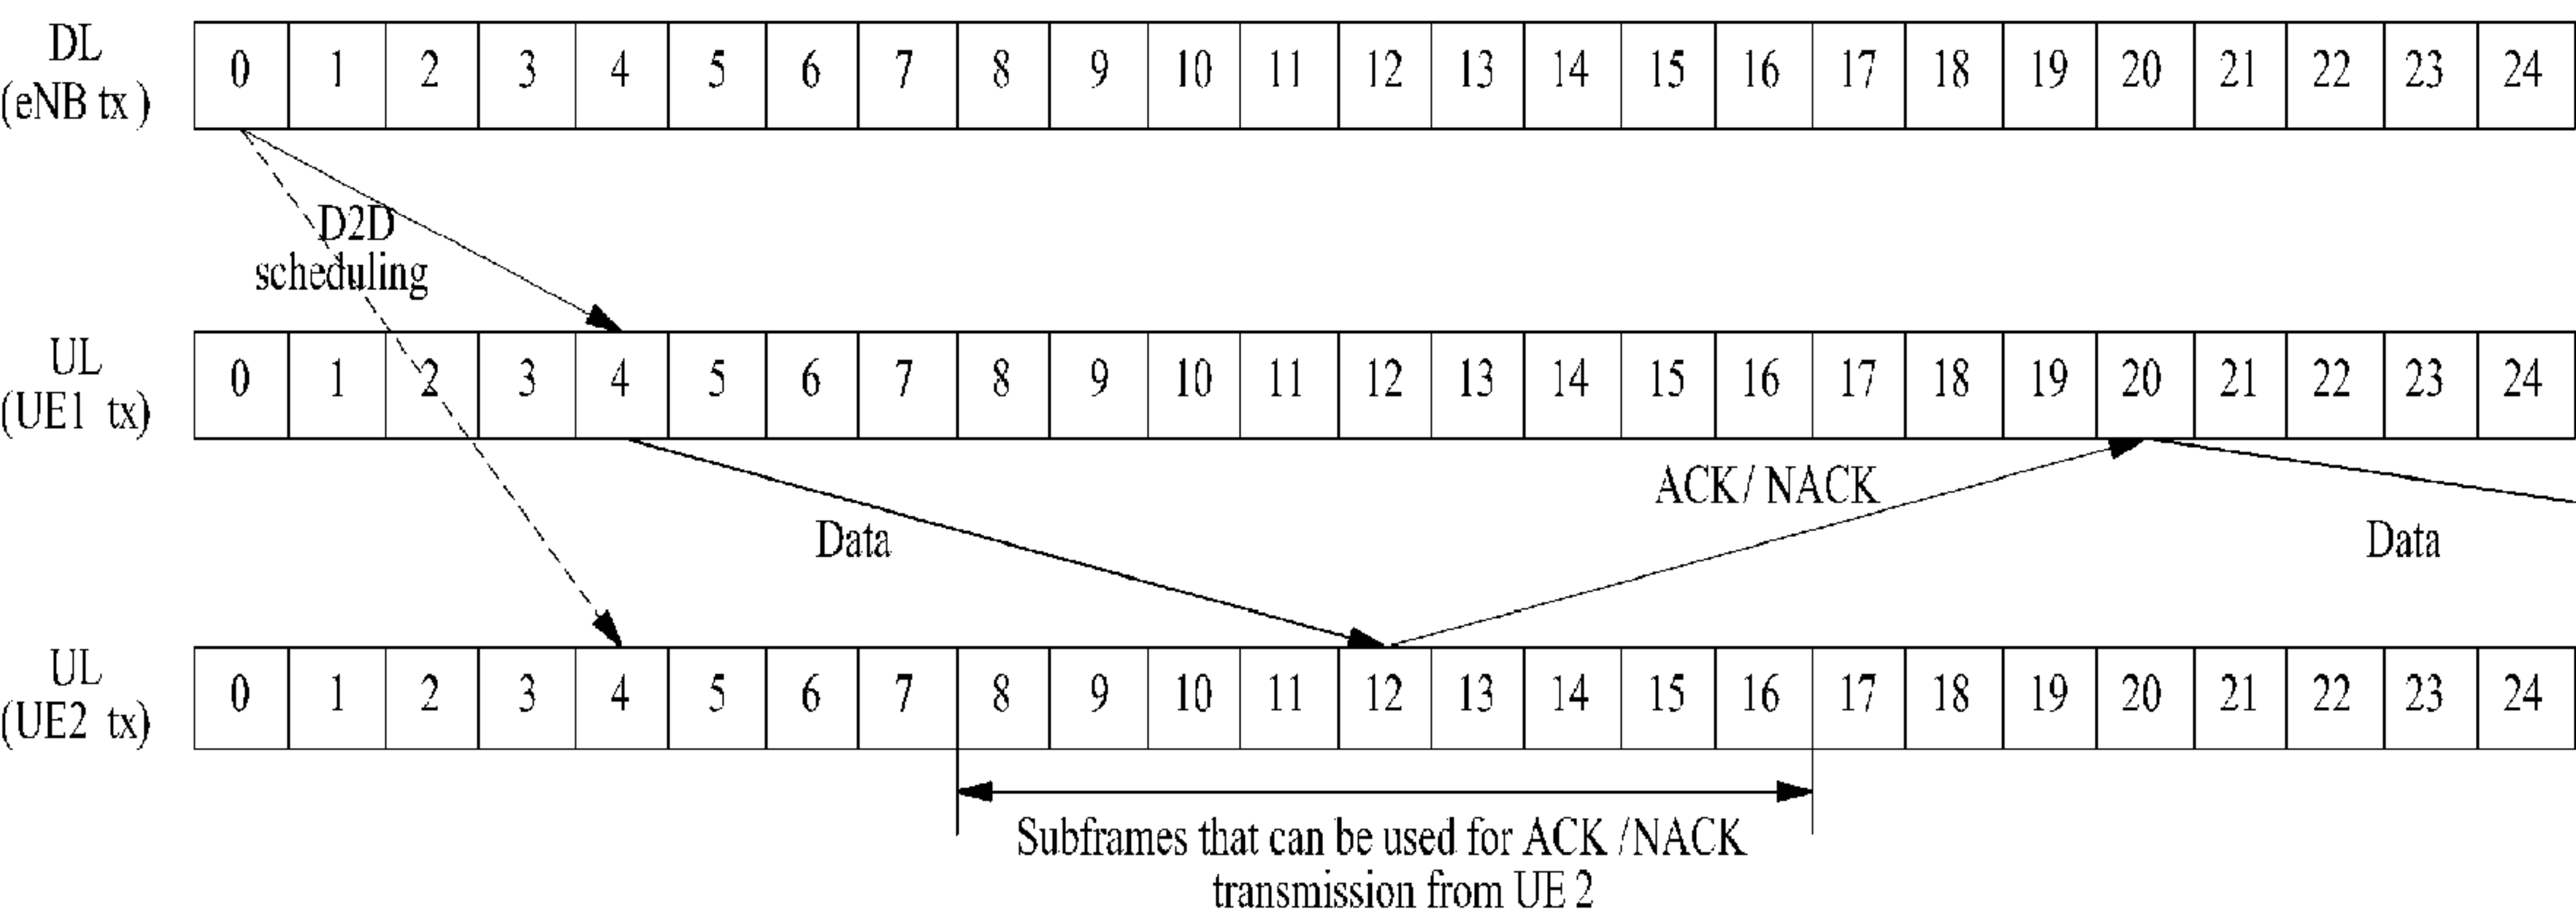 DL
(eNB tx )
0 1 2 3 4 5 6 7 8 9 10 11 12 13 14 15 16 17 18 19 20 21 22 23 24
D2D
scheduling
UL
(UE1 tx)
0 1 2 3 4 5 6 7 8 9 10 11 12 13 14 15 16 17 18 19 20 21 22 23 24
ACK/ NACK
Data
Data
UL
(UE2 tx)
0 1 2 3 4 5 6 7 8 9 10 11 12 13 14 15 16 17 18 19 20 21 22 23 24
Subframes that can be used for ACK /NACK
transmission from UE 2